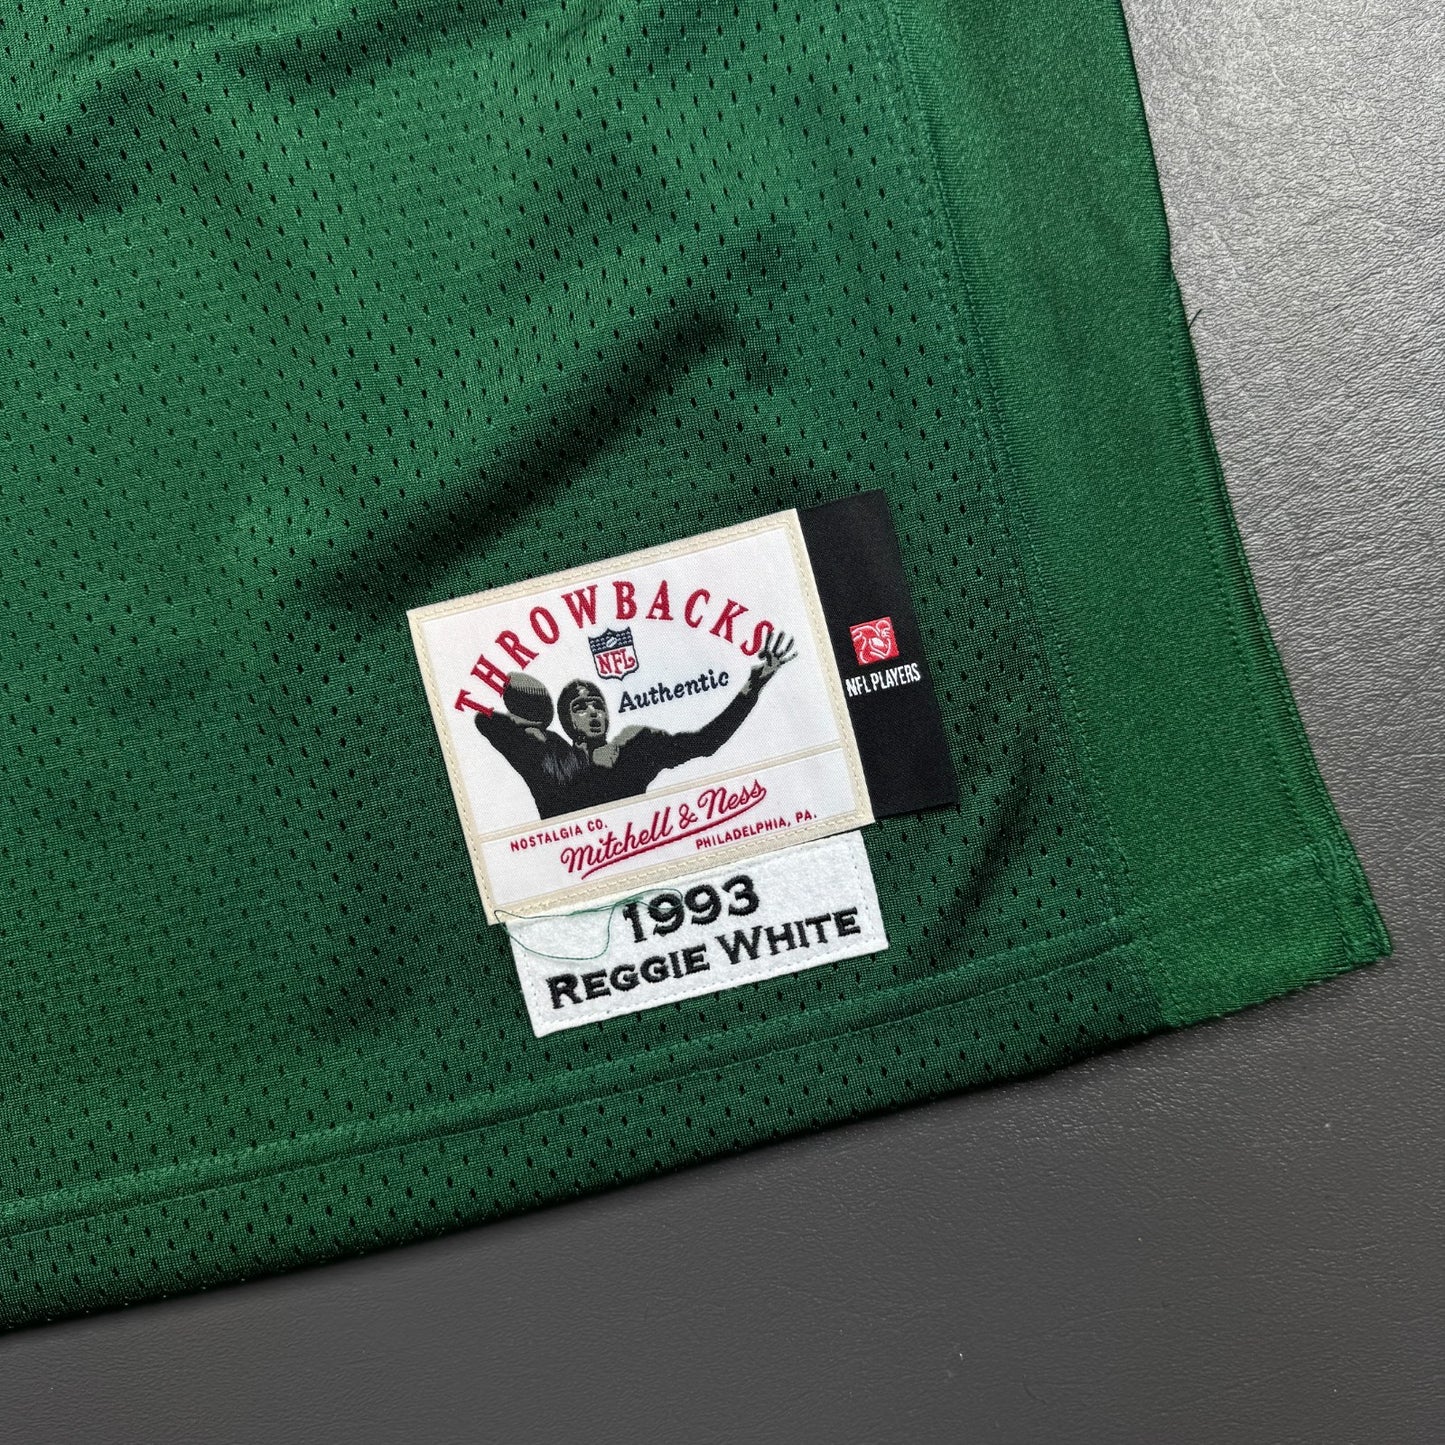 THROWBACKS
NFL
Authentic
NFL PLAYERS
NOSTALGIA CO. Mitchell & Ness PHILADELPHIA, PA.
1993
REGGIE WHITE